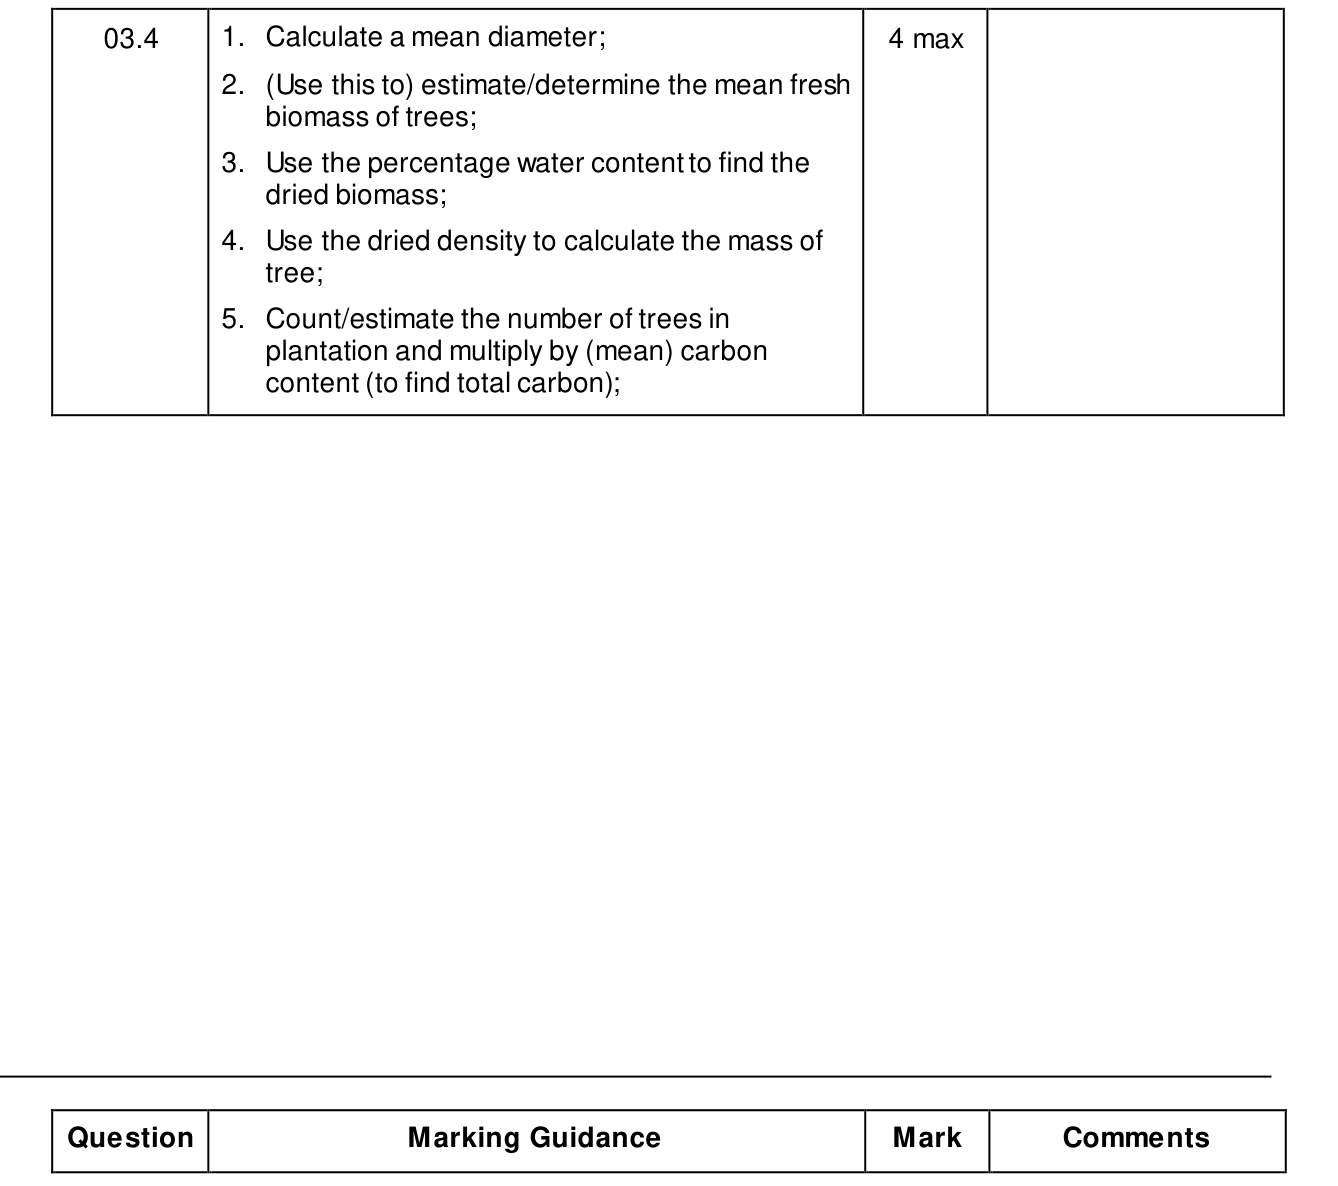 03.4
1. Calculate a mean diameter;
4 max
2. (Use this to) estimate/determine the mean fresh
biomass of trees;
3. Use the percentage water content to find the
dried biomass;
4. Use the dried density to calculate the mass of
tree;
5. Count/estimate the number of trees in
plantation and multiply by (mean) carbon
content (to find total carbon);
Question Marking Guidance Mark Comments